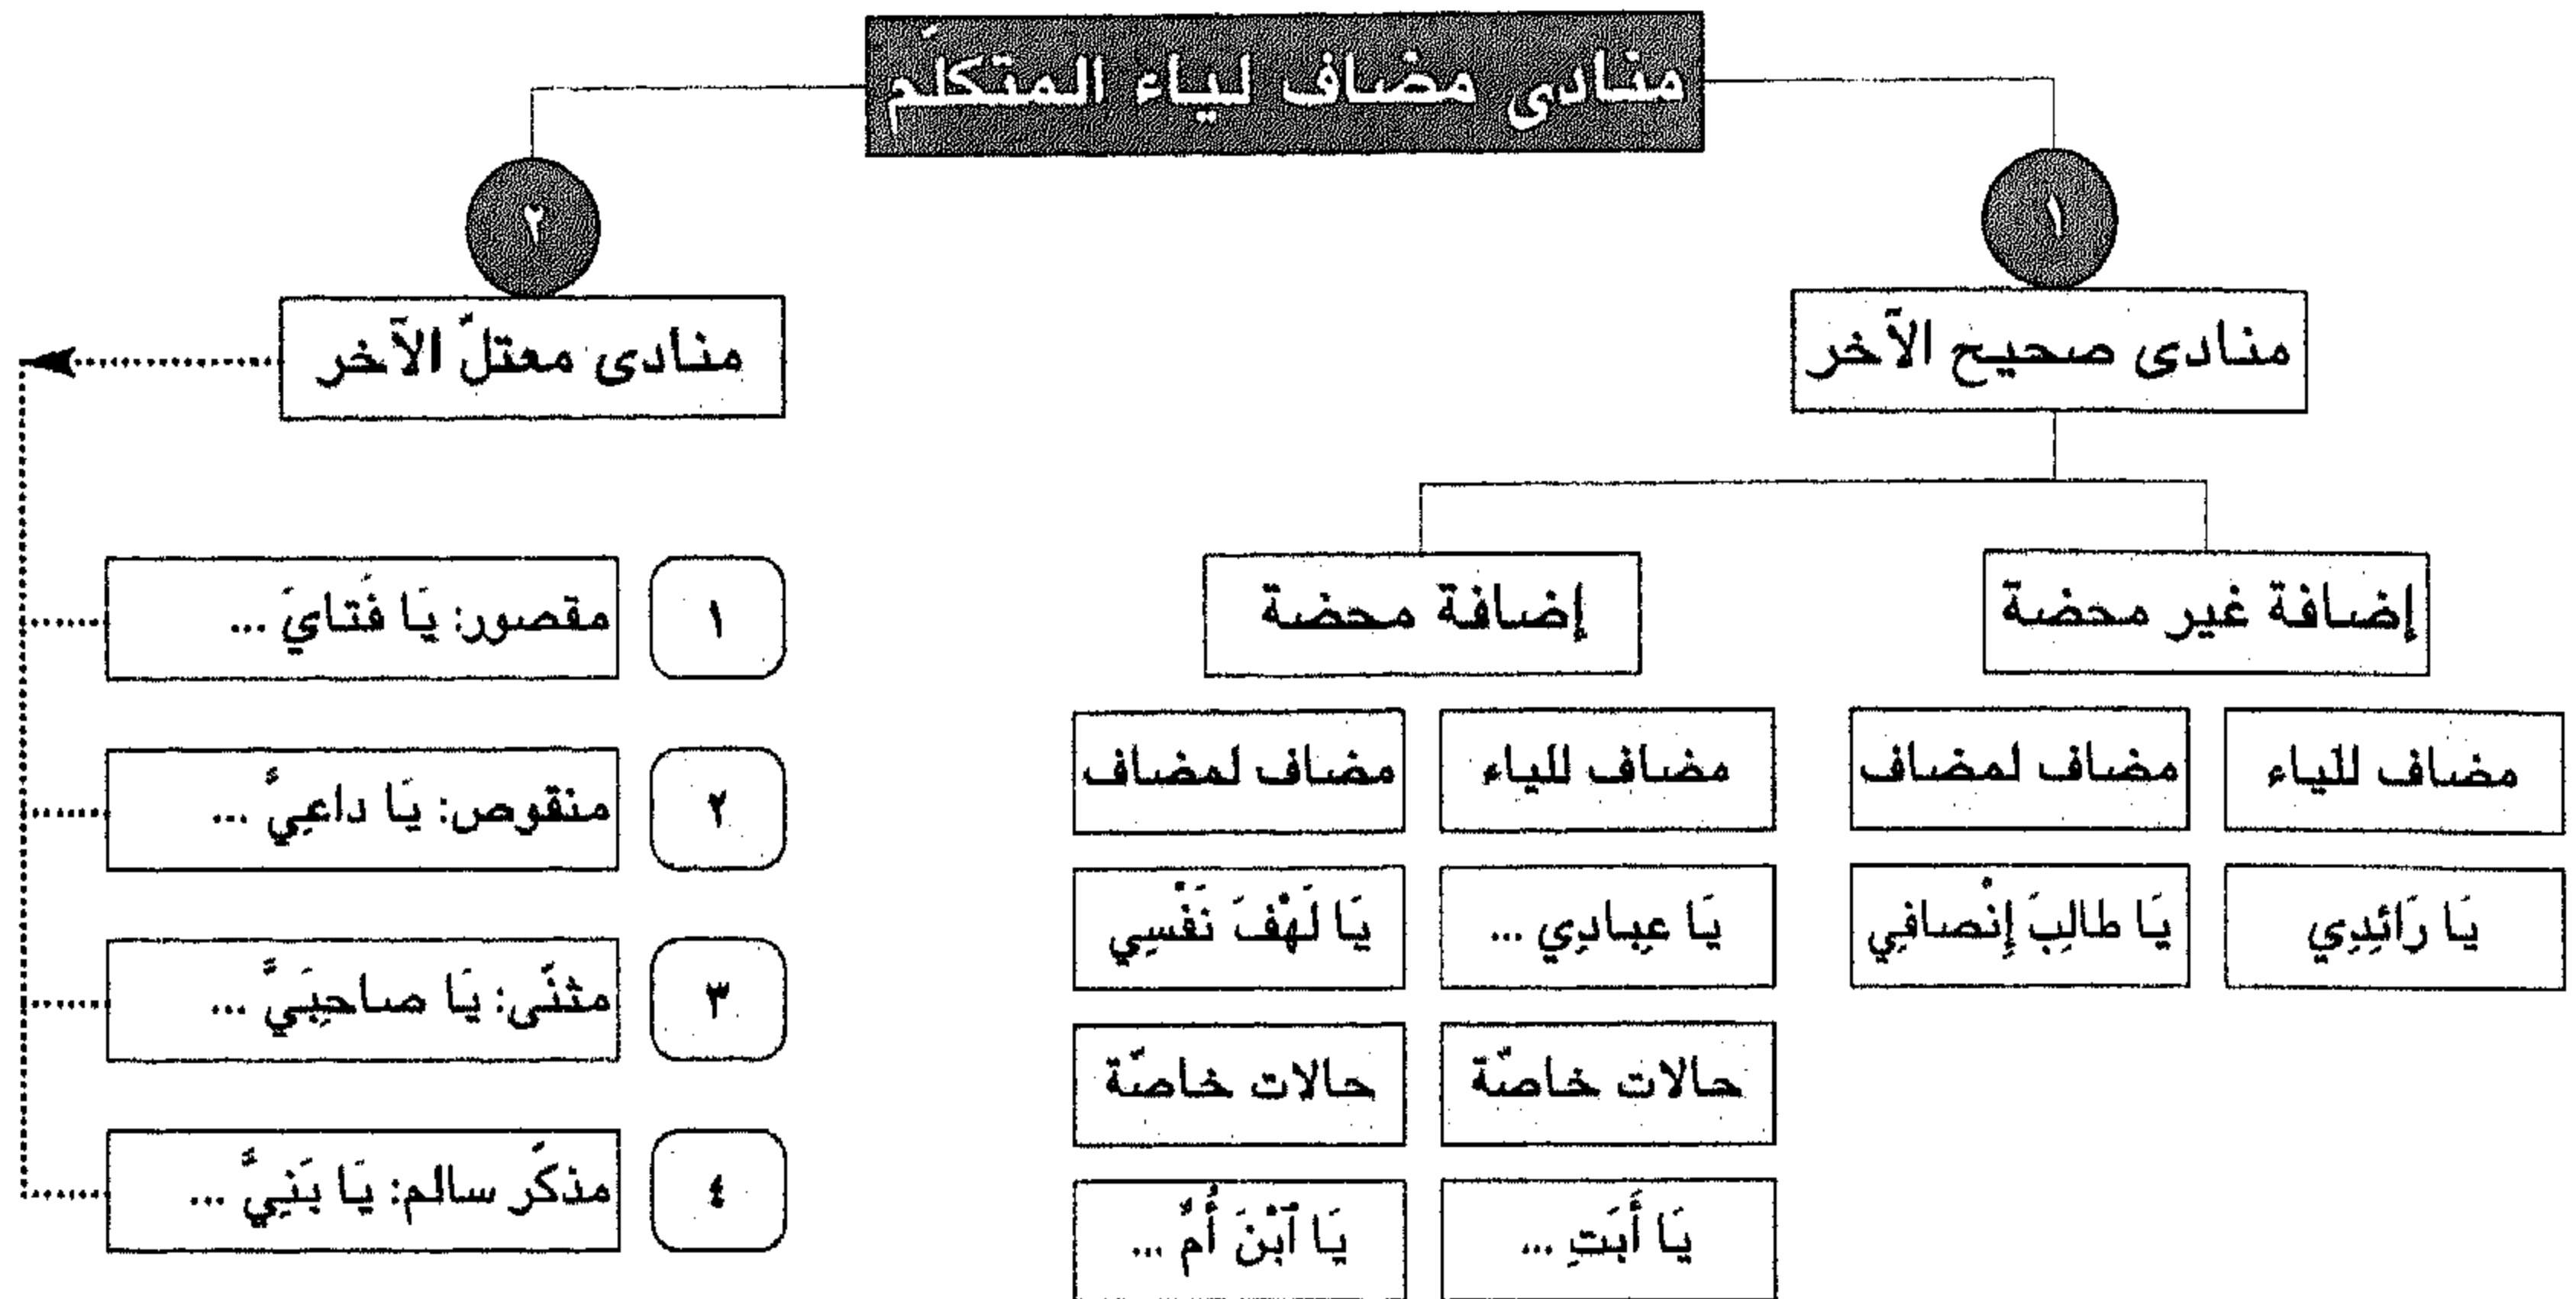 منادى مضاف لياء المتكلّم
١
منادى صحيح الآخر
إضافة غير محضة
مضاف للياء
يَا رَائِدِي
مضاف لمضاف
يَا طالِبَ إِنْصافِي
إضافة محضة
مضاف للياء
يَا عِبادِي ...
حالات خاصّة
يَا أَبَتِ ...
مضاف لمضاف
يَا لَهْفَ نَفْسِي
حالات خاصّة
يَا ٱبْنَ أُمَّ ...
٢
منادى معتلّ الآخر
١
مقصور: يَا فَتايَ ...
٢
منقوص: يَا داعِيَّ ...
٣
مثنّى: يَا صاحِبَيَّ ...
٤
مذكّر سالم: يَا بَنِيَّ ...